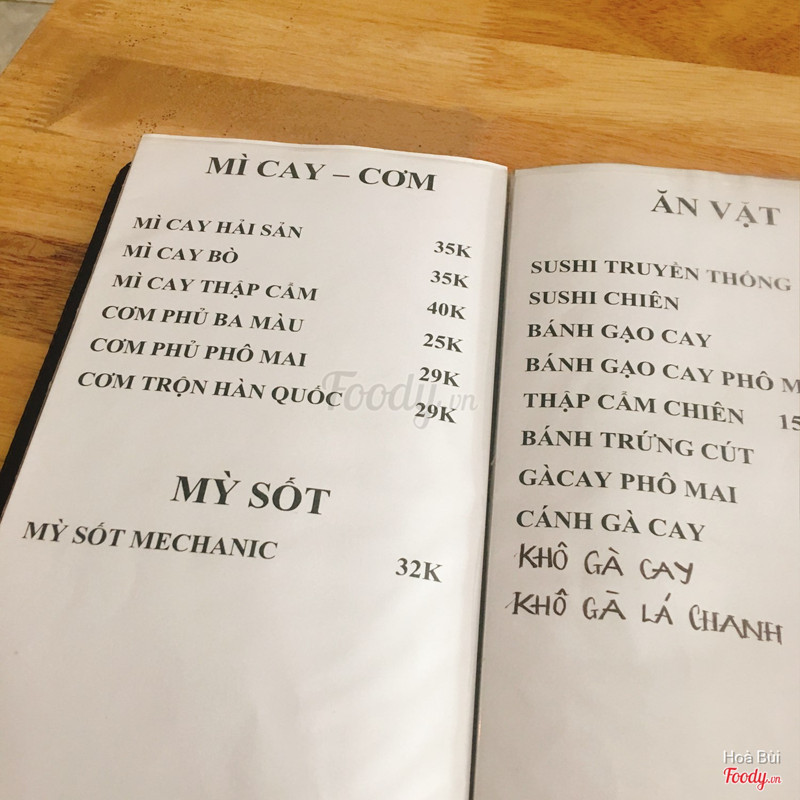 MÌ CAY – CƠM
MÌ CAY HẢI SẢN 35K
MÌ CAY BÒ 35K
MÌ CAY THẬP CẨM 40K
CƠM PHỦ BA MÀU 25K
CƠM PHỦ PHÔ MAI 29K
CƠM TRỘN HÀN QUỐC 29K
MỲ SỐT
MỲ SỐT MECHANIC 32K
ĂN VẶT
SUSHI TRUYỀN THỐNG
SUSHI CHIÊN
BÁNH GẠO CAY
BÁNH GẠO CAY PHÔ M
THẬP CẨM CHIÊN 15
BÁNH TRỨNG CÚT
GÀCAY PHÔ MAI
CÁNH GÀ CAY
KHÔ GÀ CAY
KHÔ GÀ LÁ CHANH
Foody.vn
Hoà Bùi
Foody.vn